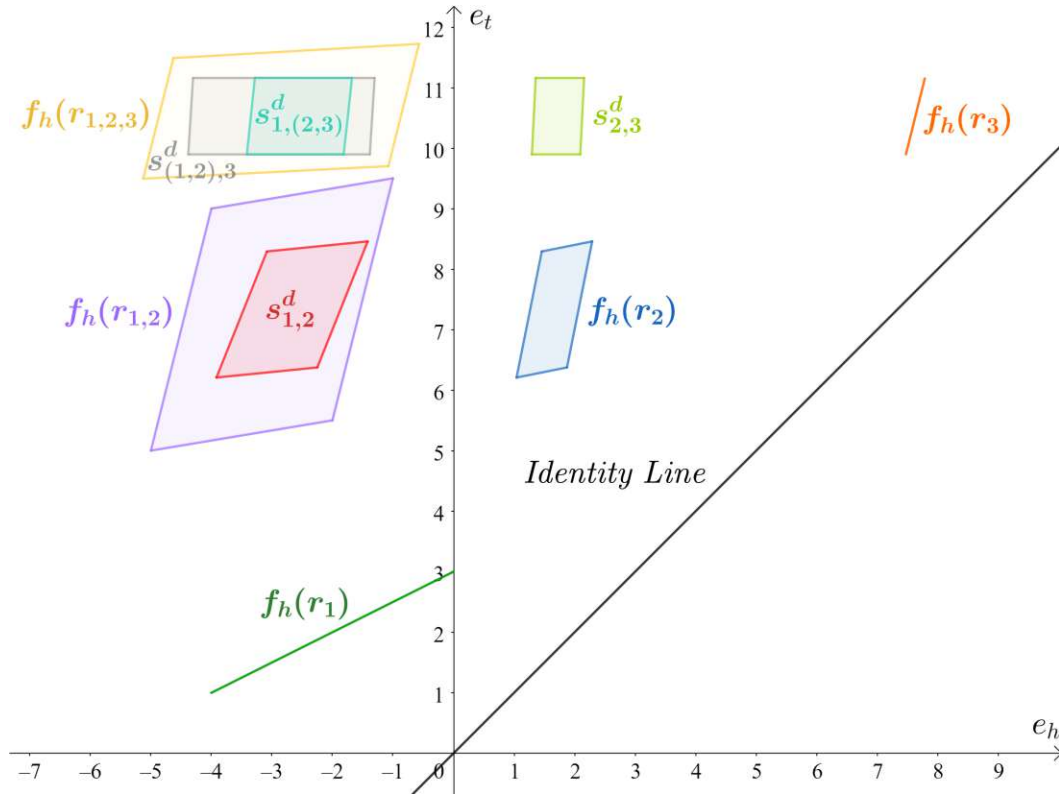 e_t
12
11
10
9
8
7
6
5
4
3
2
1
0
f_h(r_{1,2,3})
s^d_{1,(2,3)}
s^d_{(1,2),3}
s^d_{2,3}
f_h(r_3)
f_h(r_{1,2})
s^d_{1,2}
f_h(r_2)
Identity Line
f_h(r_1)
e_h
–7 –6 –5 –4 –3 –2 –1 1 2 3 4 5 6 7 8 9